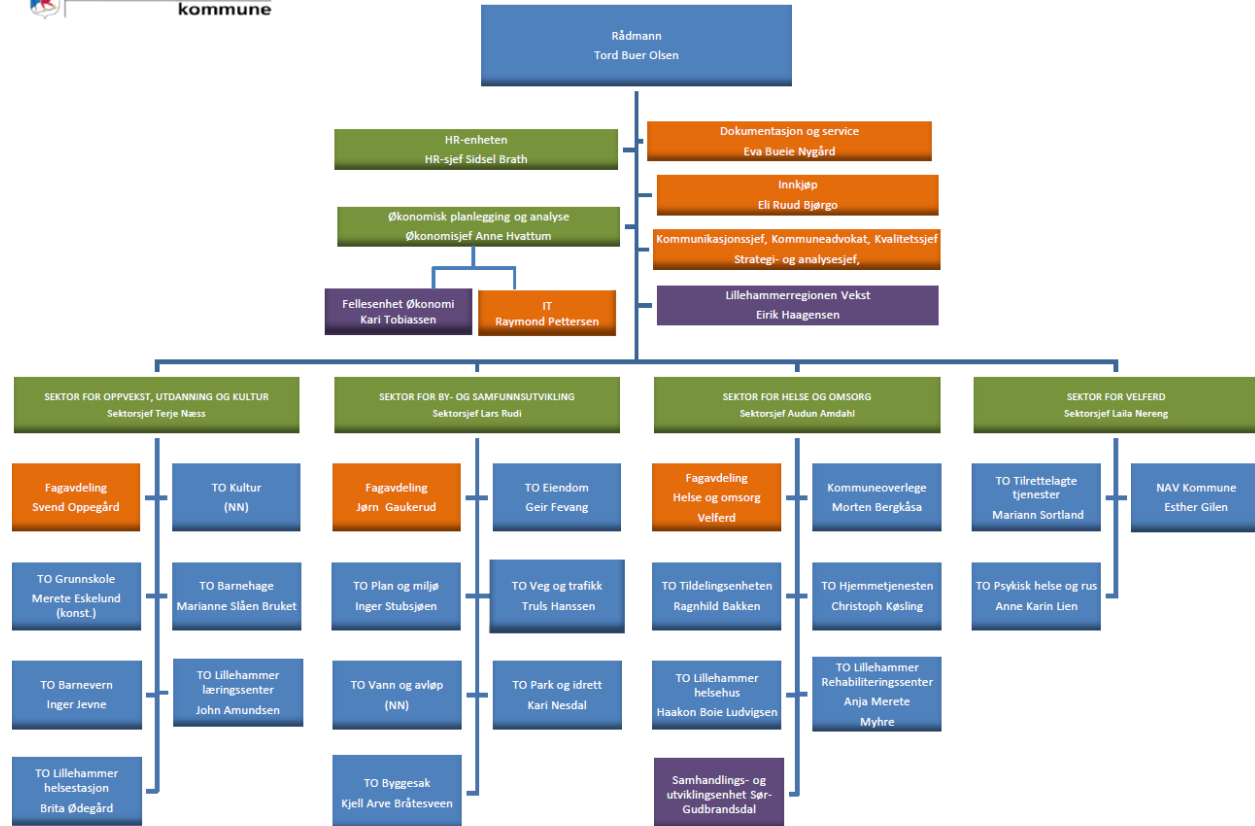 kommune
Rådmann
Tord Buer Olsen
HR-enheten
HR-sjef Sidsel Brath
Dokumentasjon og service
Eva Bueie Nygård
Innkjøp
Eli Ruud Bjørgo
Økonomisk planlegging og analyse
Økonomisjef Anne Hvattum
Kommunikasjonssjef, Kommuneadvokat, Kvalitetssjef
Strategi- og analysesjef,
Fellesenhet Økonomi
Kari Tobiassen
IT
Raymond Pettersen
Lillehammerregionen Vekst
Eirik Haagensen
SEKTOR FOR OPPVEKST, UTDANNING OG KULTUR
Sektorsjef Terje Næss
SEKTOR FOR BY- OG SAMFUNNSUTVIKLING
Sektorsjef Lars Rudi
SEKTOR FOR HELSE OG OMSORG
Sektorsjef Audun Amdahl
SEKTOR FOR VELFERD
Sektorsjef Laila Nereng
Fagavdeling
Svend Oppegård
TO Kultur
(NN)
Fagavdeling
Jørn Gaukerud
TO Eiendom
Geir Fevang
Fagavdeling
Helse og omsorg
Velferd
Kommuneoverlege
Morten Bergkåsa
TO Tilrettelagte
tjenester
Mariann Sortland
NAV Kommune
Esther Gilen
TO Grunnskole
Merete Eskelund
(konst.)
TO Barnehage
Marianne Slåen Bruket
TO Plan og miljø
Inger Stubsjøen
TO Veg og trafikk
Truls Hanssen
TO Tildelingsenheten
Ragnhild Bakken
TO Hjemmetjenesten
Christoph Køsling
TO Psykisk helse og rus
Anne Karin Lien
TO Barnevern
Inger Jevne
TO Lillehammer
læringssenter
John Amundsen
TO Vann og avløp
(NN)
TO Park og idrett
Kari Nesdal
TO Lillehammer
helsehus
Haakon Boie Ludvigsen
TO Lillehammer
Rehabiliteringssenter
Anja Merete
Myhre
TO Lillehammer
helsestasjon
Brita Ødegård
TO Byggesak
Kjell Arve Bråtesveen
Samhandlings- og
utviklingsenhet Sør-
Gudbrandsdal